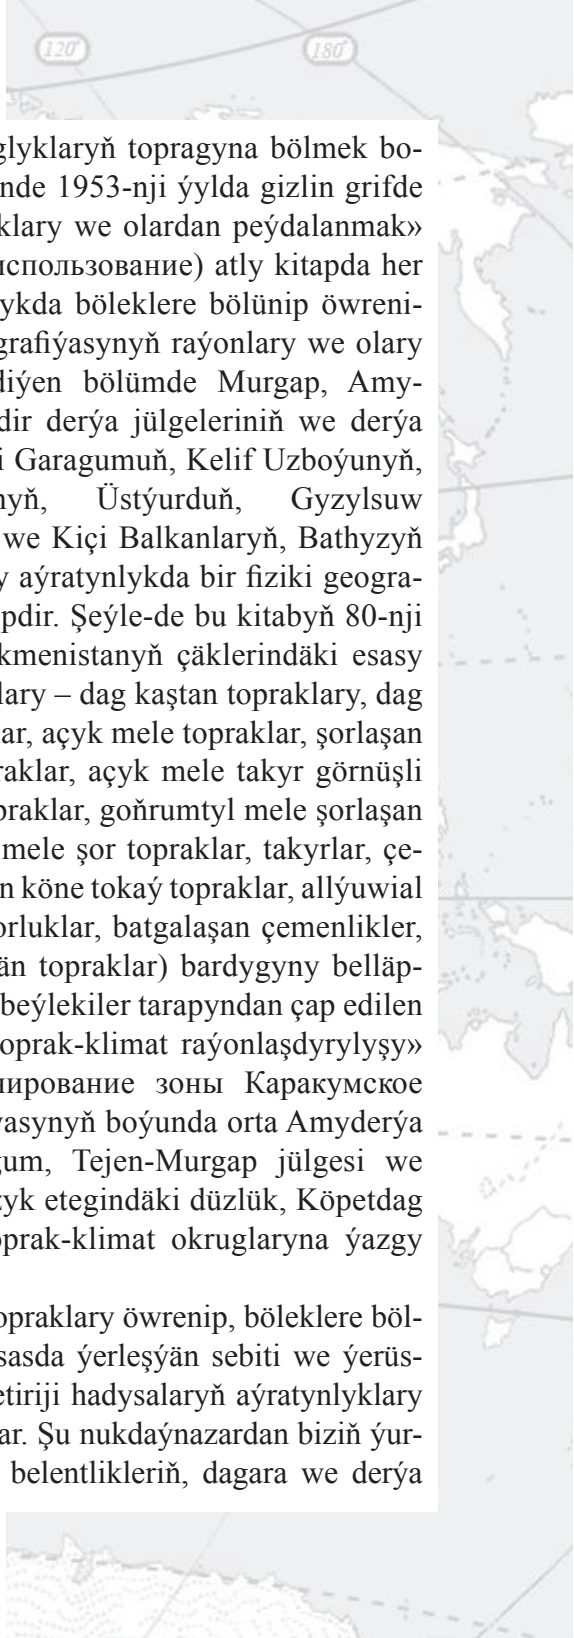 120°
180°
glyklaryň topragyna bölmek bo-
nde 1953-nji ýylda gizlin grifde
klary we olardan peýdalanmak»
использование) atly kitapda her
ykda böleklere bölünip öwreni-
grafiýasynyň raýonlary we olary
diýen bölümde Murgap, Amy-
dir derýa jülgeleriniň we derýa
i Garagumuň, Kelif Uzboýunyň,
nyň, Üstýurduň, Gyzylsuw
we Kiçi Balkanlaryň, Bathyzyň
y aýratynlykda bir fiziki geogra-
pdir. Şeýle-de bu kitabyň 80-nji
kmenistanyň çäklerindäki esasy
lary – dag kaştan topraklary, dag
ar, açyk mele topraklar, şorlaşan
raklar, açyk mele takyr görnüşli
praklar, goňrumtyl mele şorlaşan
mele şor topraklar, takyrlar, çe-
n köne tokaý topraklar, allýuwial
orluklar, batgalaşan çemenlikler,
än topraklar) bardygyny belläp-
beýlekiler tarapyndan çap edilen
oprak-klimat raýonlaşdyrylyşy»
нирование зоны Каракумское
yasynyň boýunda orta Amyderýa
gum, Tejen-Murgap jülgesi we
zyk etegindäki düzlük, Köpetdag
oprak-klimat okruglaryna ýazgy
opraklary öwrenip, böleklere böl-
sasda ýerleşýän sebiti we ýerüs-
etiriji hadysalaryň aýratynlyklary
ar. Şu nukdaýnazardan biziň ýur-
belentlikleriň, dagara we derýa